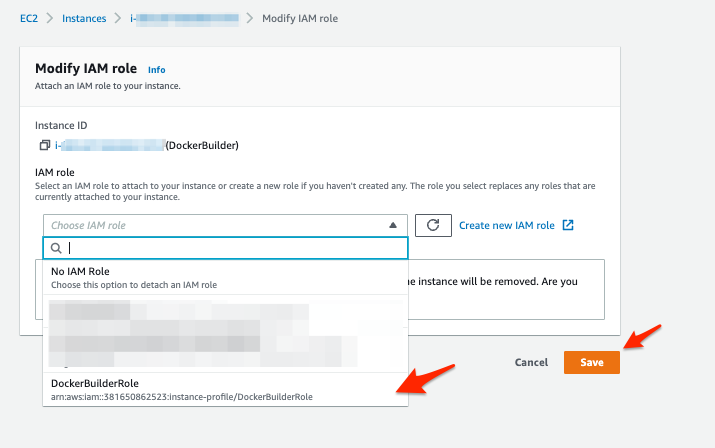 EC2 > Instances > i- > Modify IAM role
Modify IAM role Info
Attach an IAM role to your instance.
Instance ID
i- (DockerBuilder)
IAM role
Select an IAM role to attach to your instance or create a new role if you haven't created any. The role you select replaces any roles that are
currently attached to your instance.
Choose IAM role
Create new IAM role
No IAM Role
Choose this option to detach an IAM role
e instance will be removed. Are you
DockerBuilderRole
arn:aws:iam::381650862523:instance-profile/DockerBuilderRole
Cancel Save